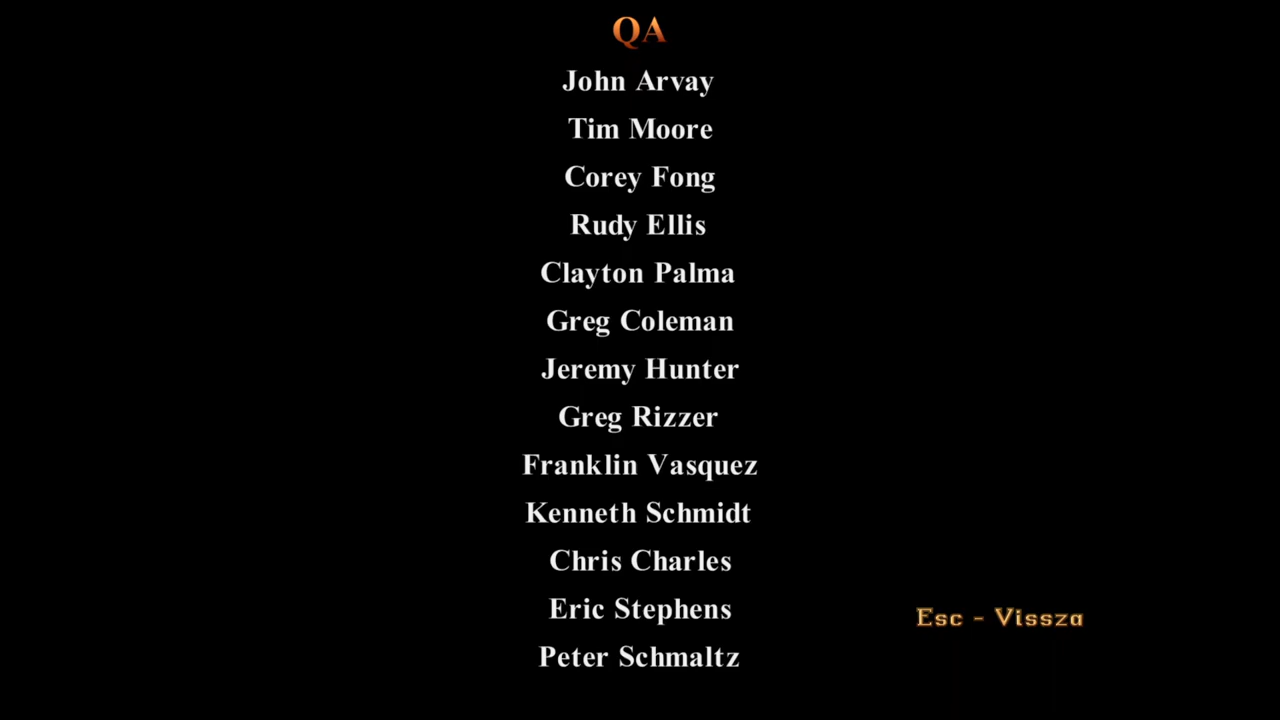 QA
John Arvay
Tim Moore
Corey Fong
Rudy Ellis
Clayton Palma
Greg Coleman
Jeremy Hunter
Greg Rizzer
Franklin Vasquez
Kenneth Schmidt
Chris Charles
Eric Stephens
Esc - Vissza
Peter Schmaltz